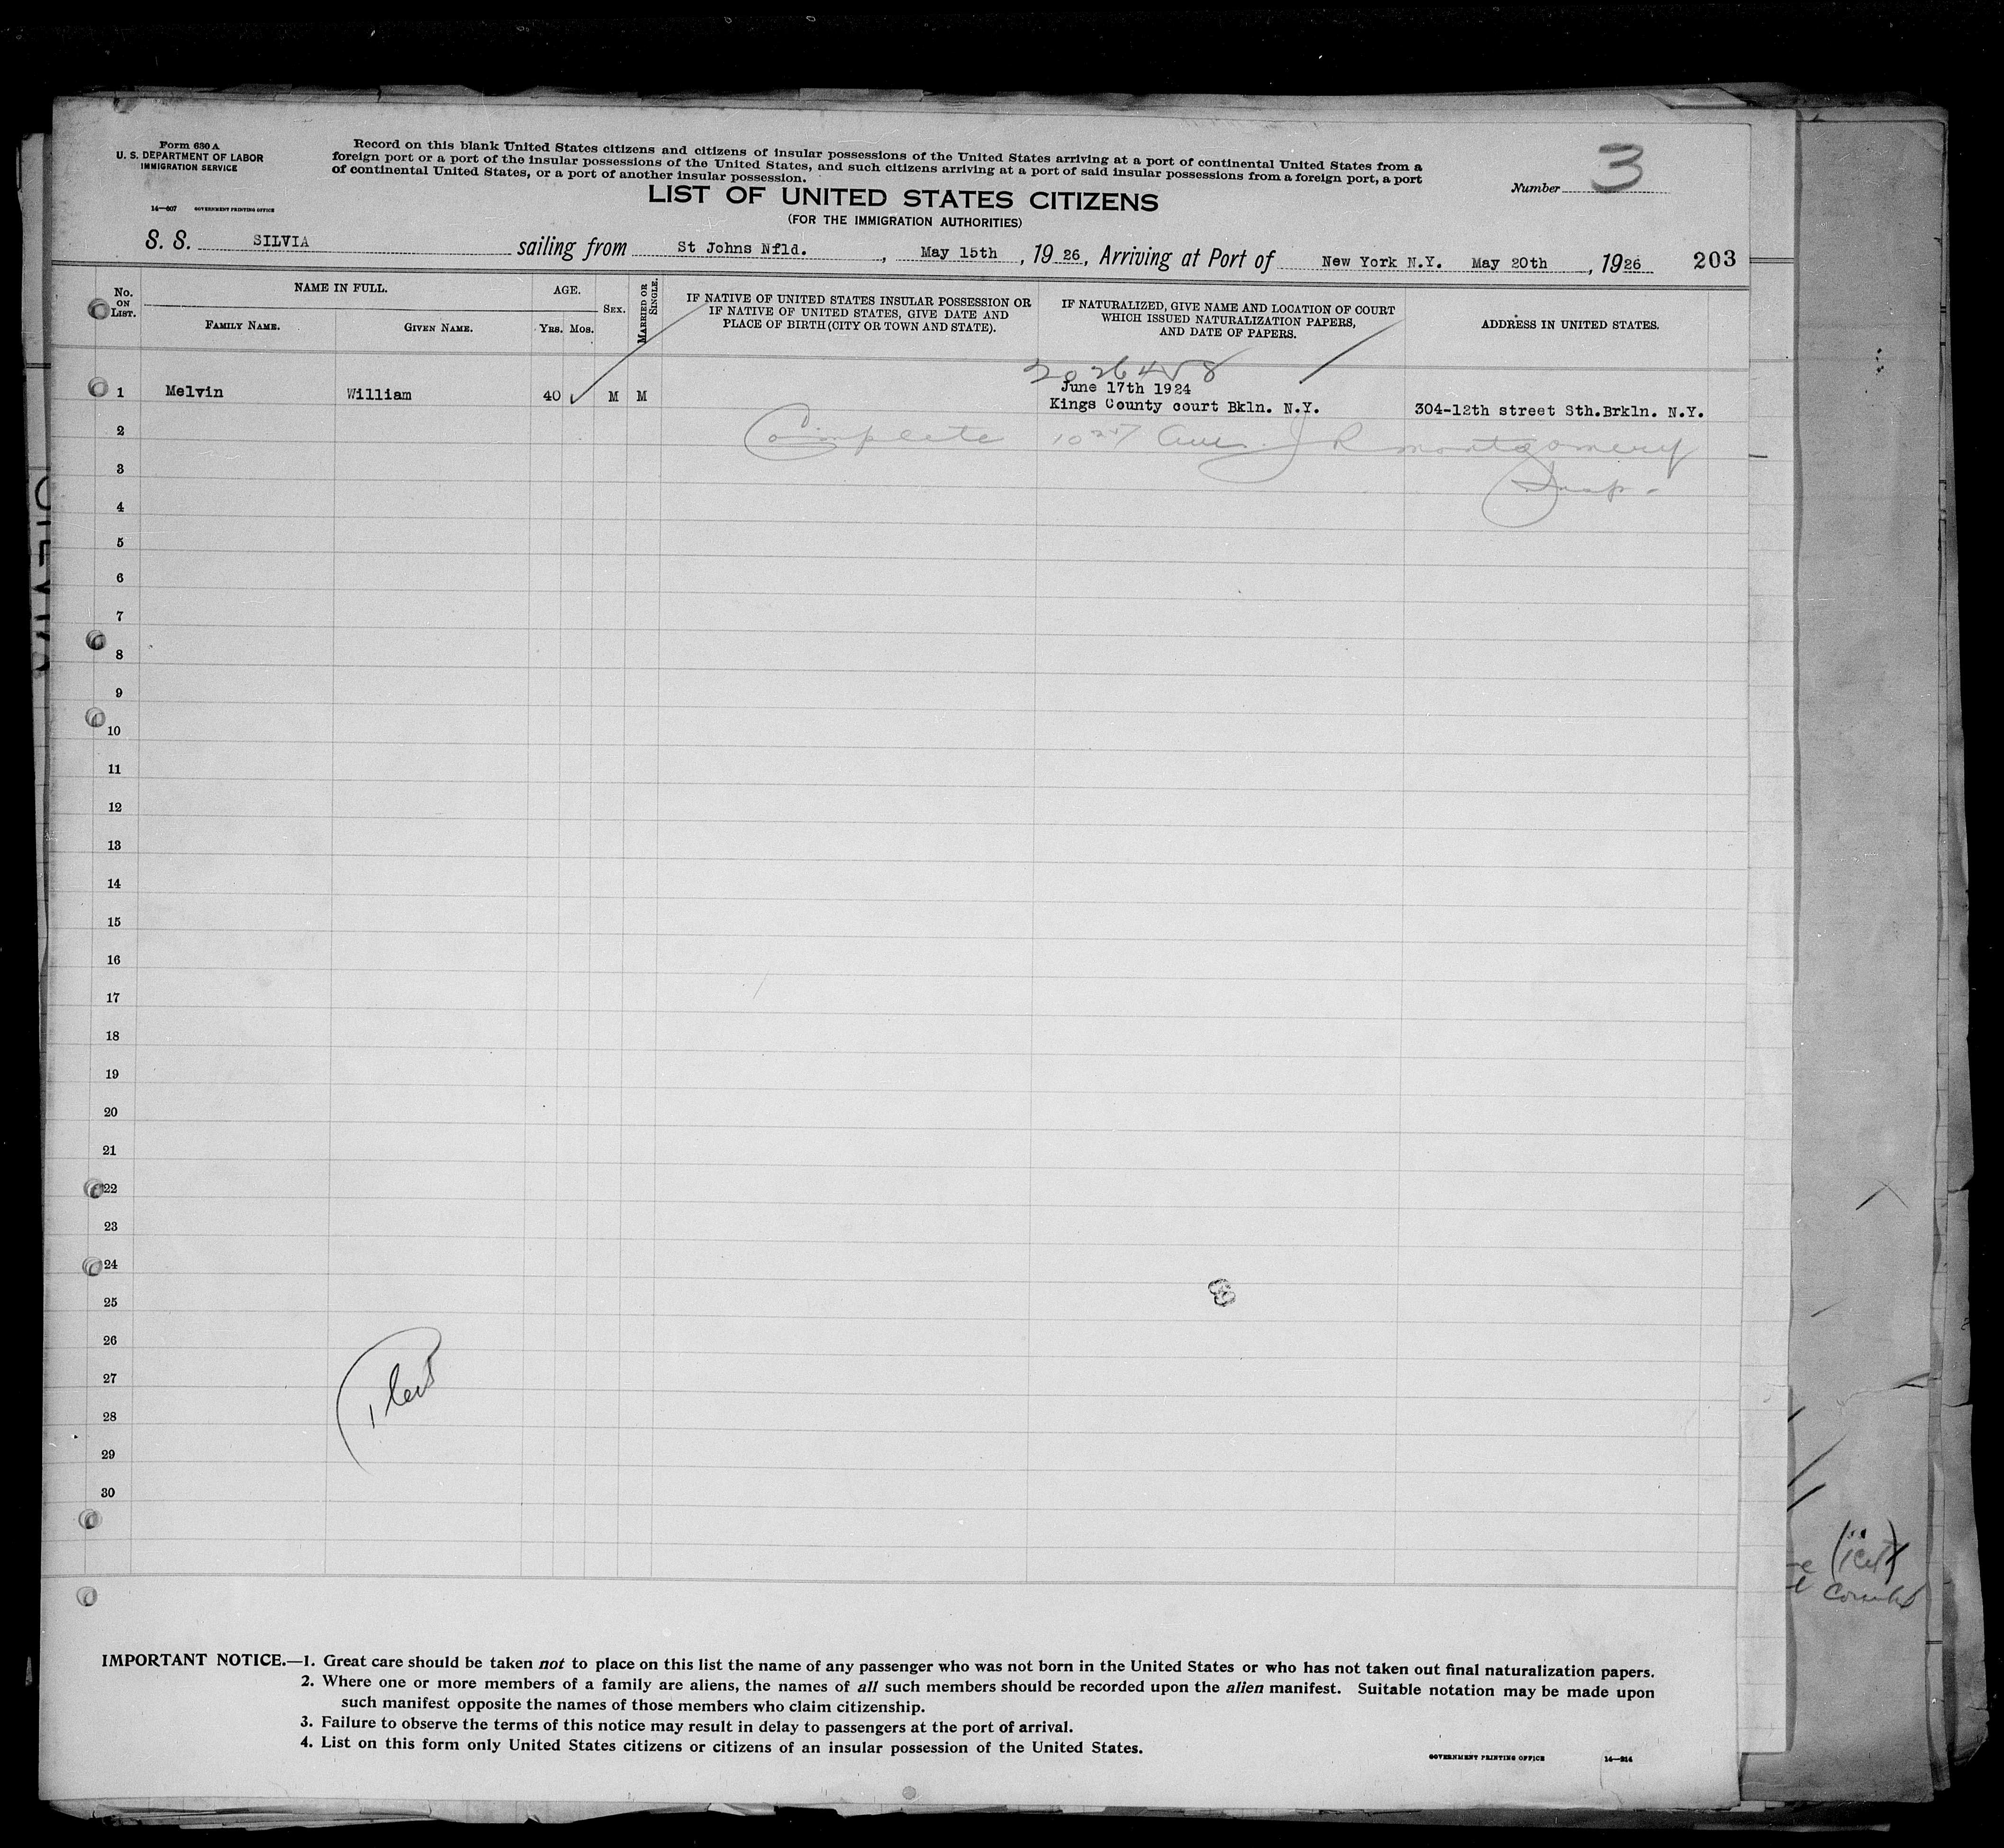 Form 630 A
U. S. DEPARTMENT OF LABOR
IMMIGRATION SERVICE
14—607 GOVERNMENT PRINTING OFFICE
Record on this blank United States citizens and citizens of insular possessions of the United States arriving at a port of continental United States from a
foreign port or a port of the insular possessions of the United States, and such citizens arriving at a port of said insular possessions from a foreign port, a port
of continental United States, or a port of another insular possession.
Number 3
LIST OF UNITED STATES CITIZENS
(FOR THE IMMIGRATION AUTHORITIES)
S. S. SILVIA sailing from St Johns Nfld., May 15th, 19 26, Arriving at Port of New York N.Y. May 20th, 1926 203
No. ON LIST.
NAME IN FULL.
FAMILY NAME.
GIVEN NAME.
AGE.
YRS. MOS.
SEX.
MARRIED OR SINGLE.
IF NATIVE OF UNITED STATES INSULAR POSSESSION OR
IF NATIVE OF UNITED STATES, GIVE DATE AND
PLACE OF BIRTH (CITY OR TOWN AND STATE).
IF NATURALIZED, GIVE NAME AND LOCATION OF COURT
WHICH ISSUED NATURALIZATION PAPERS,
AND DATE OF PAPERS.
ADDRESS IN UNITED STATES.
2026458
June 17th 1924
1 Melvin William 40 M M Kings County court Bkln. N.Y. 304-12th street Sth.Brkln. N.Y.
2 Complete J R Montgomery
3 Insp.
4
5
6
7
8
9
10
11
12
13
14
15
16
17
18
19
20
21
22
23
24
25
26
27
28
29
30
IMPORTANT NOTICE.—1. Great care should be taken not to place on this list the name of any passenger who was not born in the United States or who has not taken out final naturalization papers.
2. Where one or more members of a family are aliens, the names of all such members should be recorded upon the alien manifest. Suitable notation may be made upon
such manifest opposite the names of those members who claim citizenship.
3. Failure to observe the terms of this notice may result in delay to passengers at the port of arrival.
4. List on this form only United States citizens or citizens of an insular possession of the United States.
GOVERNMENT PRINTING OFFICE 14—214